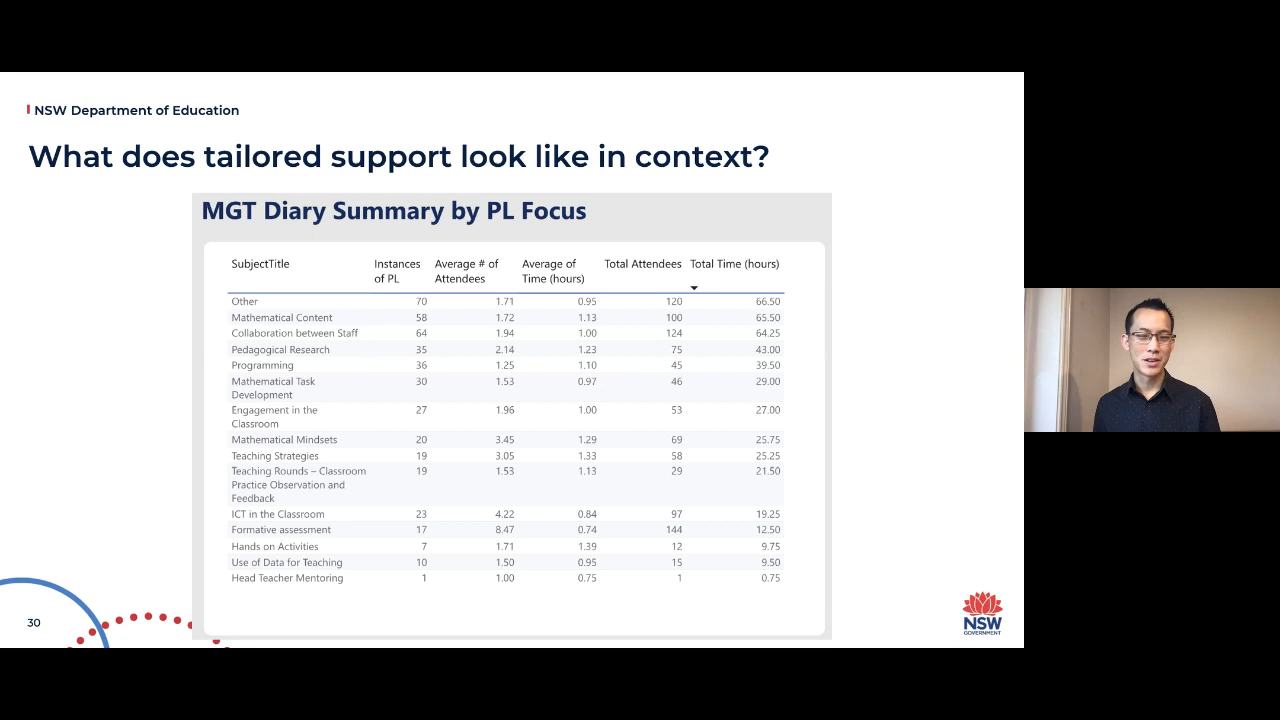 NSW Department of Education
What does tailored support look like in context?
MGT Diary Summary by PL Focus
SubjectTitle Instances of PL Average # of Attendees Average of Time (hours) Total Attendees Total Time (hours)
Other 70 1.71 0.95 120 66.50
Mathematical Content 58 1.72 1.13 100 65.50
Collaboration between Staff 64 1.94 1.00 124 64.25
Pedagogical Research 35 2.14 1.23 75 43.00
Programming 36 1.25 1.10 45 39.50
Mathematical Task 30 1.53 0.97 46 29.00
Development
Engagement in the 27 1.96 1.00 53 27.00
Classroom
Mathematical Mindsets 20 3.45 1.29 69 25.75
Teaching Strategies 19 3.05 1.33 58 25.25
Teaching Rounds – Classroom 19 1.53 1.13 29 21.50
Practice Observation and
Feedback
ICT in the Classroom 23 4.22 0.84 97 19.25
Formative assessment 17 8.47 0.74 144 12.50
Hands on Activities 7 1.71 1.39 12 9.75
Use of Data for Teaching 10 1.50 0.95 15 9.50
Head Teacher Mentoring 1 1.00 0.75 1 0.75
30
NSW
GOVERNMENT